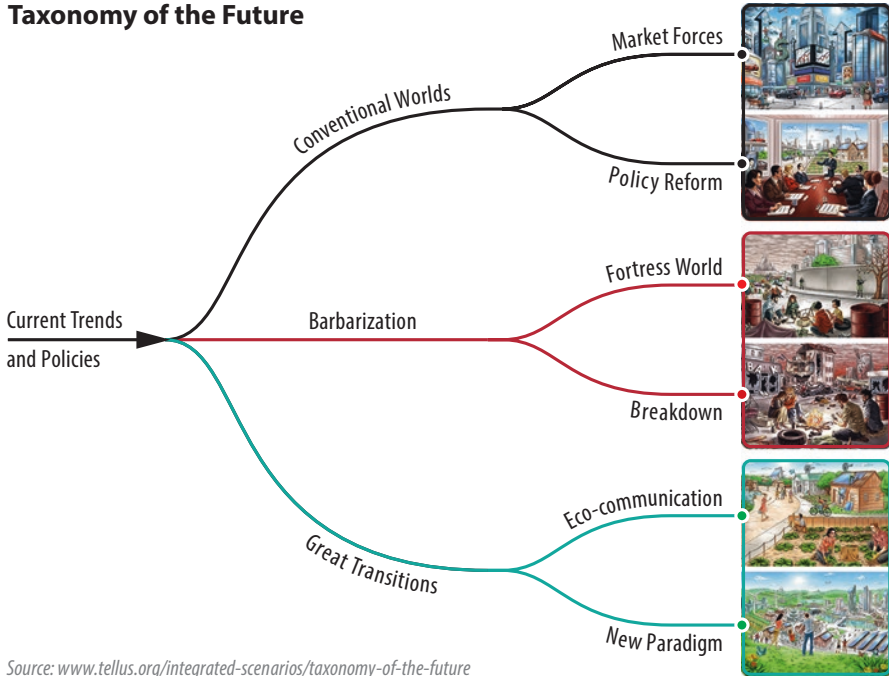 Taxonomy of the Future
Market Forces
Conventional Worlds
Policy Reform
Fortress World
Current Trends
and Policies
Barbarization
Breakdown
Eco-communication
Great Transitions
New Paradigm
Source: www.tellus.org/integrated-scenarios/taxonomy-of-the-future